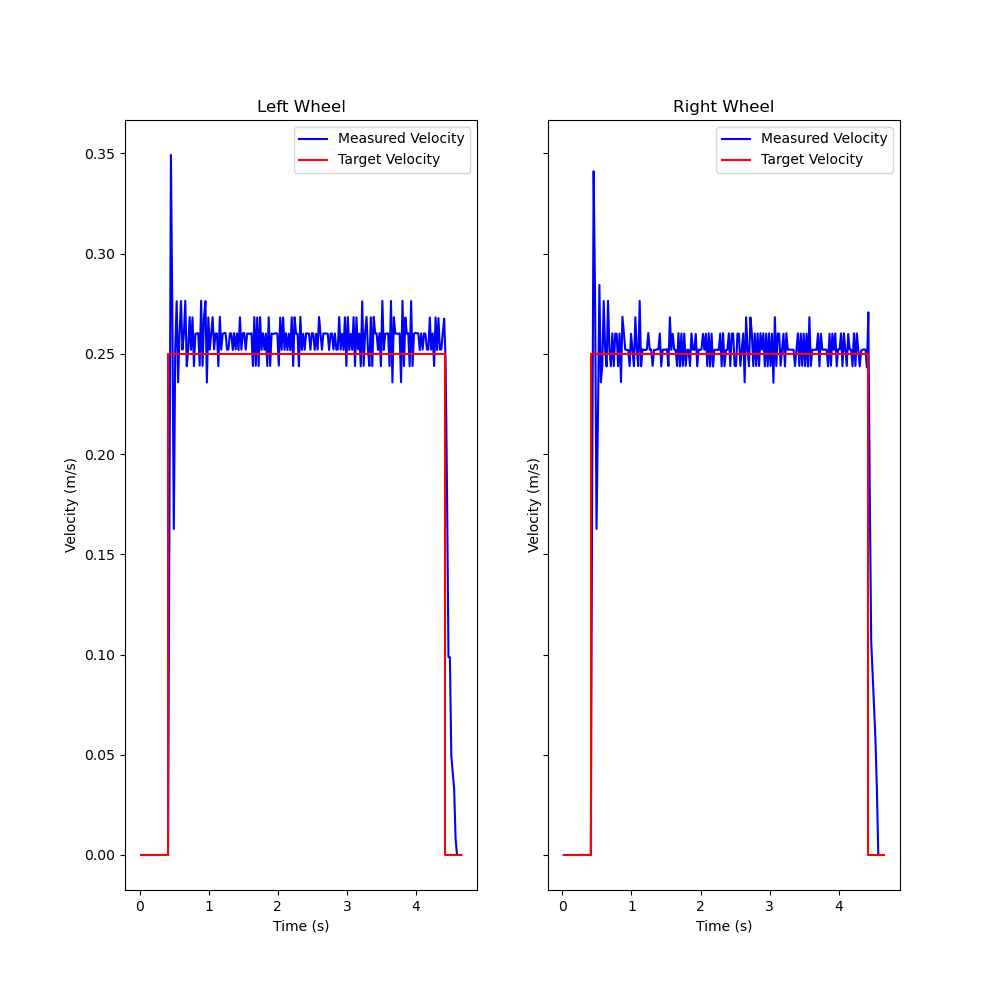 Left Wheel
Measured Velocity
Target Velocity
0.35
0.30
0.25
0.20
0.15
0.10
0.05
0.00
Velocity (m/s)
0 1 2 3 4
Time (s)
Right Wheel
Measured Velocity
Target Velocity
Velocity (m/s)
0 1 2 3 4
Time (s)